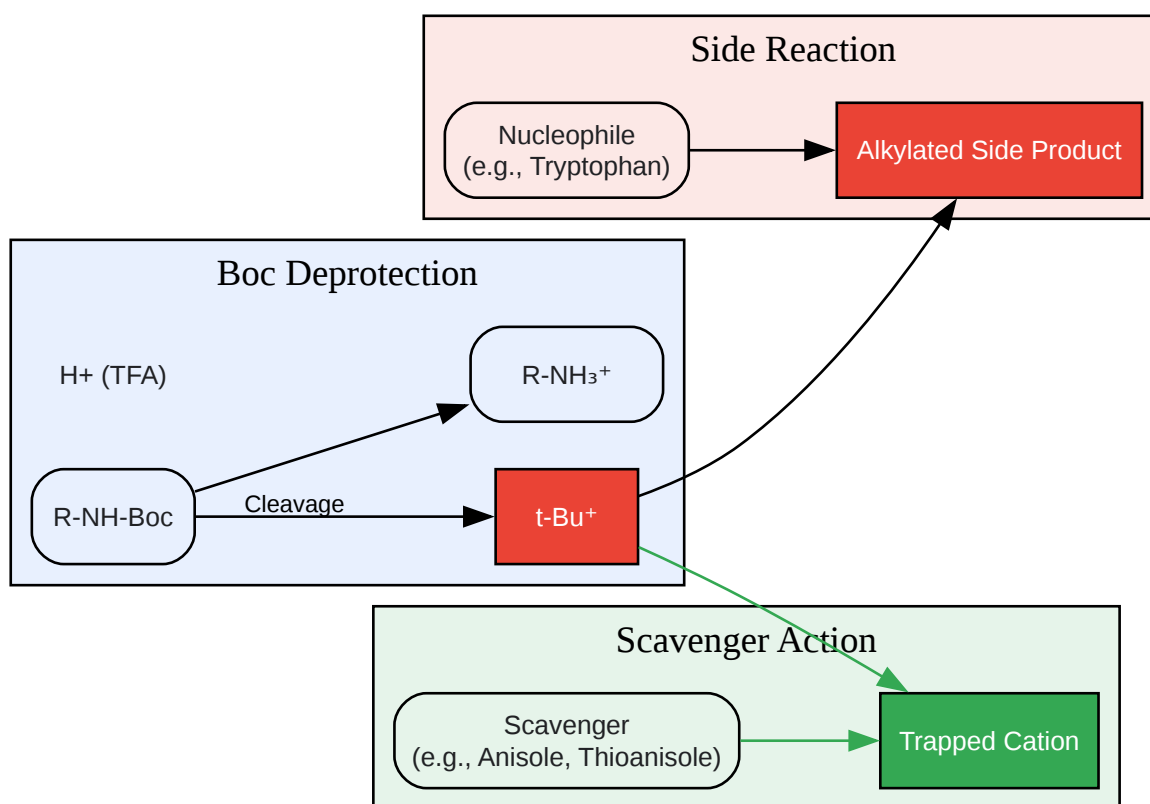 Side Reaction
Nucleophile
(e.g., Tryptophan)
Alkylated Side Product
Boc Deprotection
H+ (TFA)
R-NH₃⁺
R-NH-Boc
Cleavage
t-Bu⁺
Scavenger Action
Scavenger
(e.g., Anisole, Thioanisole)
Trapped Cation